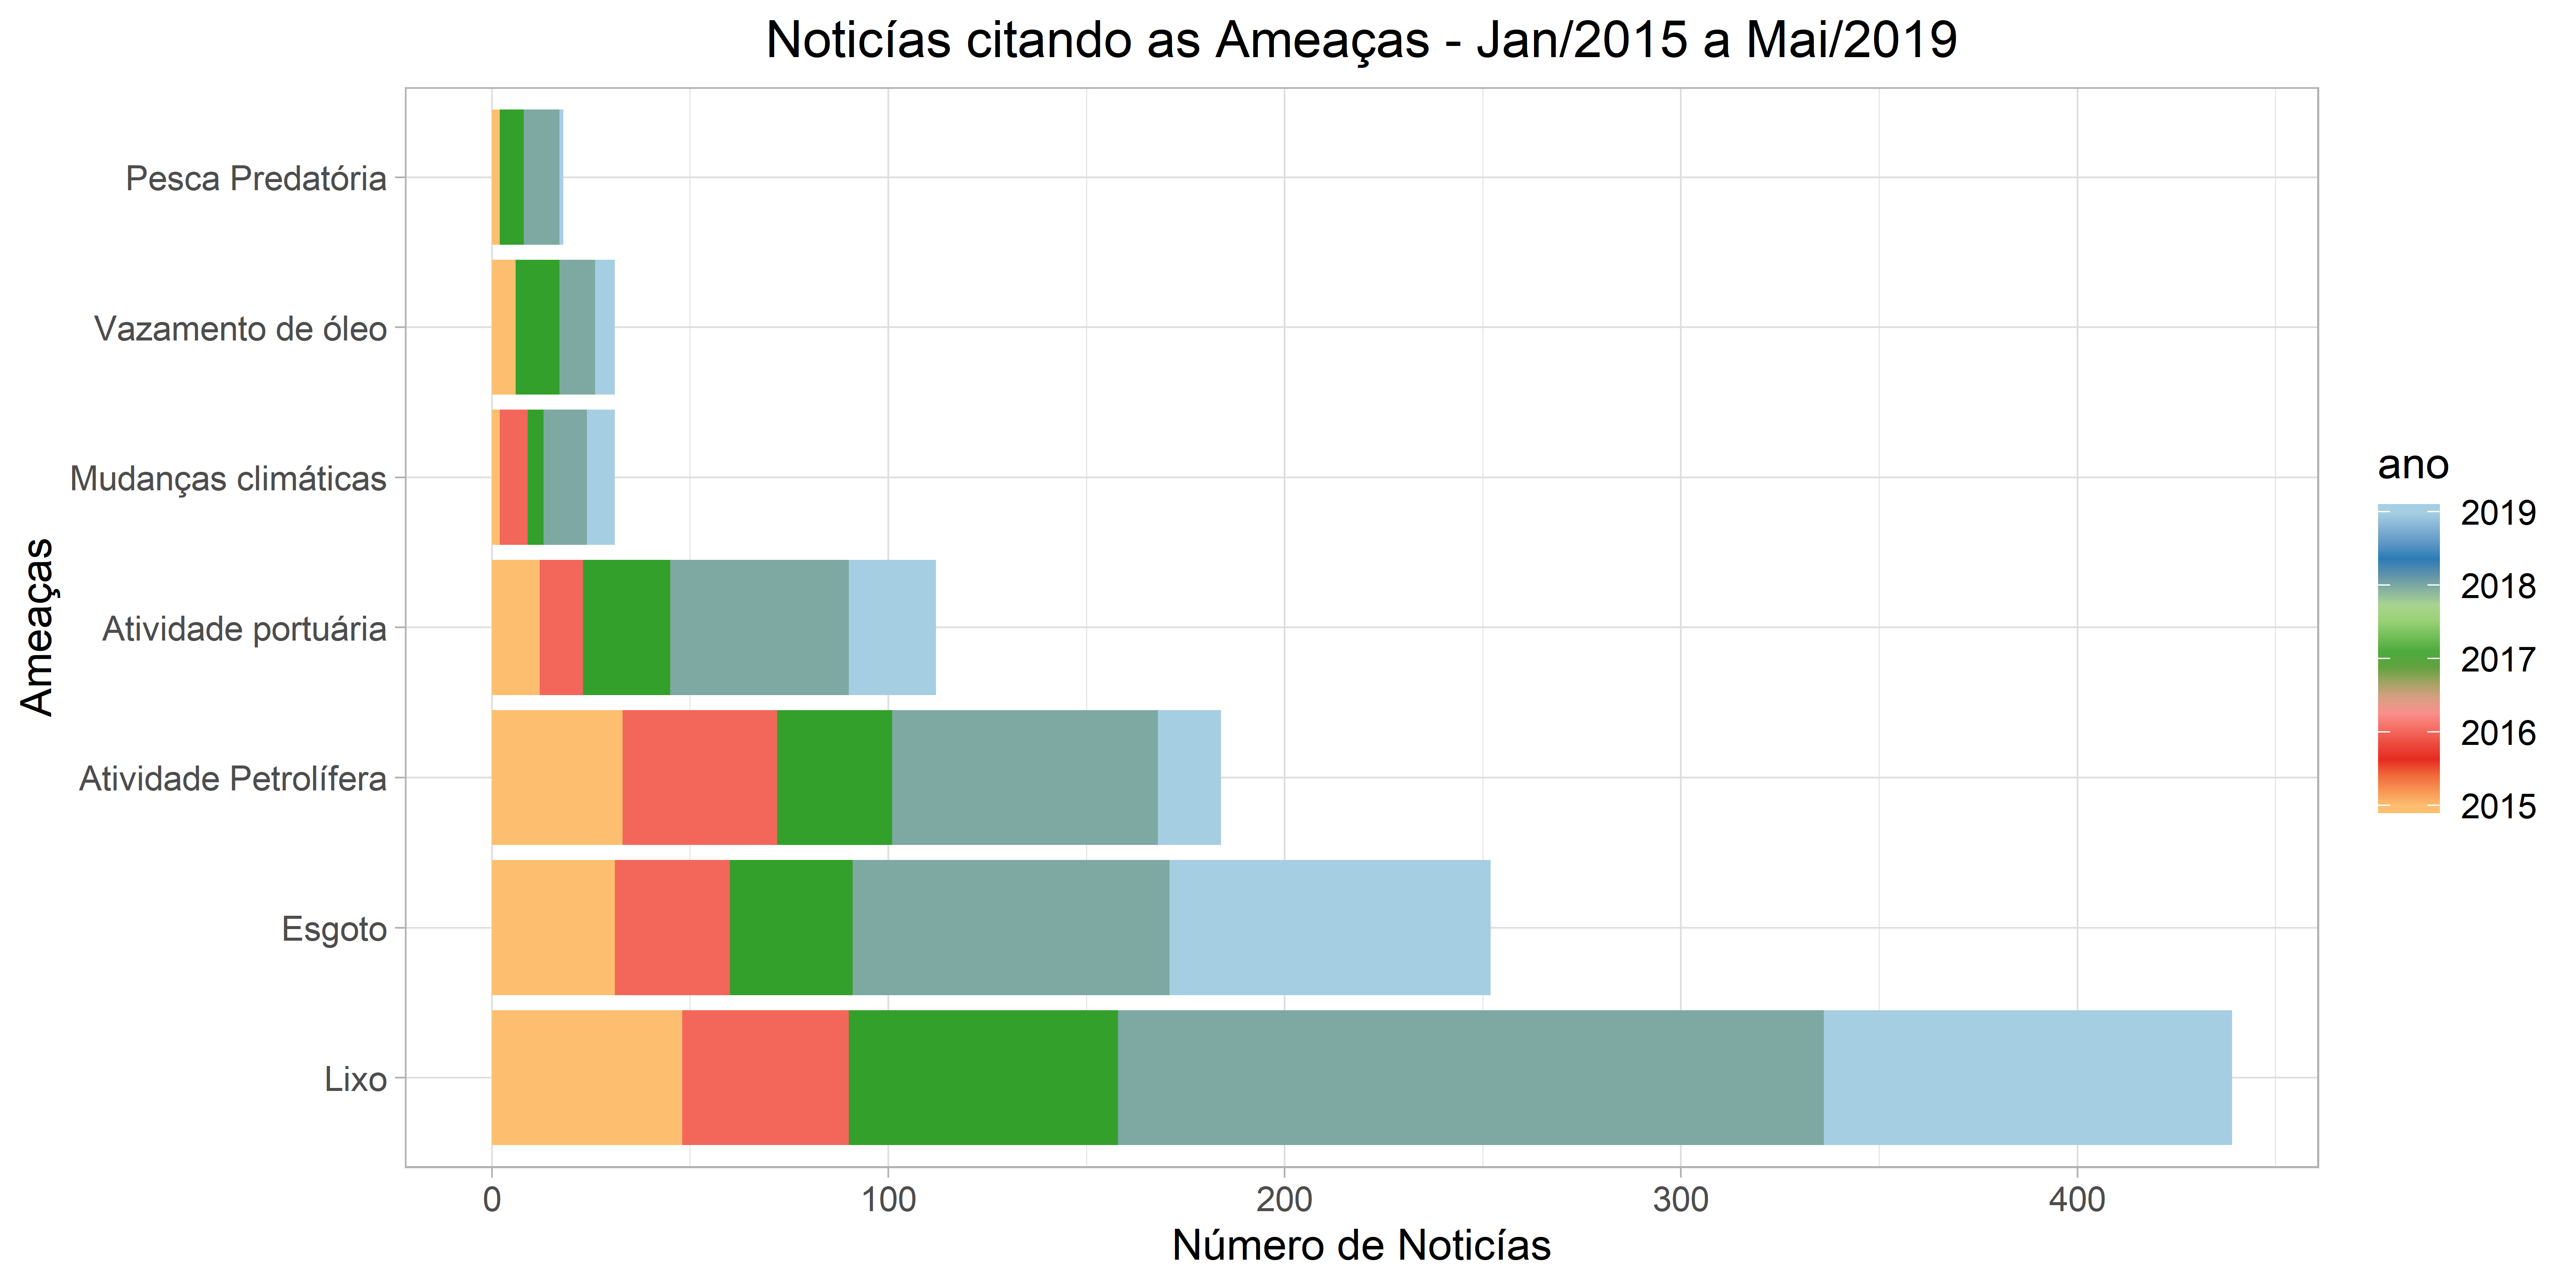 Noticías citando as Ameaças - Jan/2015 a Mai/2019
Ameaças
Pesca Predatória
Vazamento de óleo
Mudanças climáticas
Atividade portuária
Atividade Petrolífera
Esgoto
Lixo
0 100 200 300 400
Número de Noticías
ano
2019
2018
2017
2016
2015